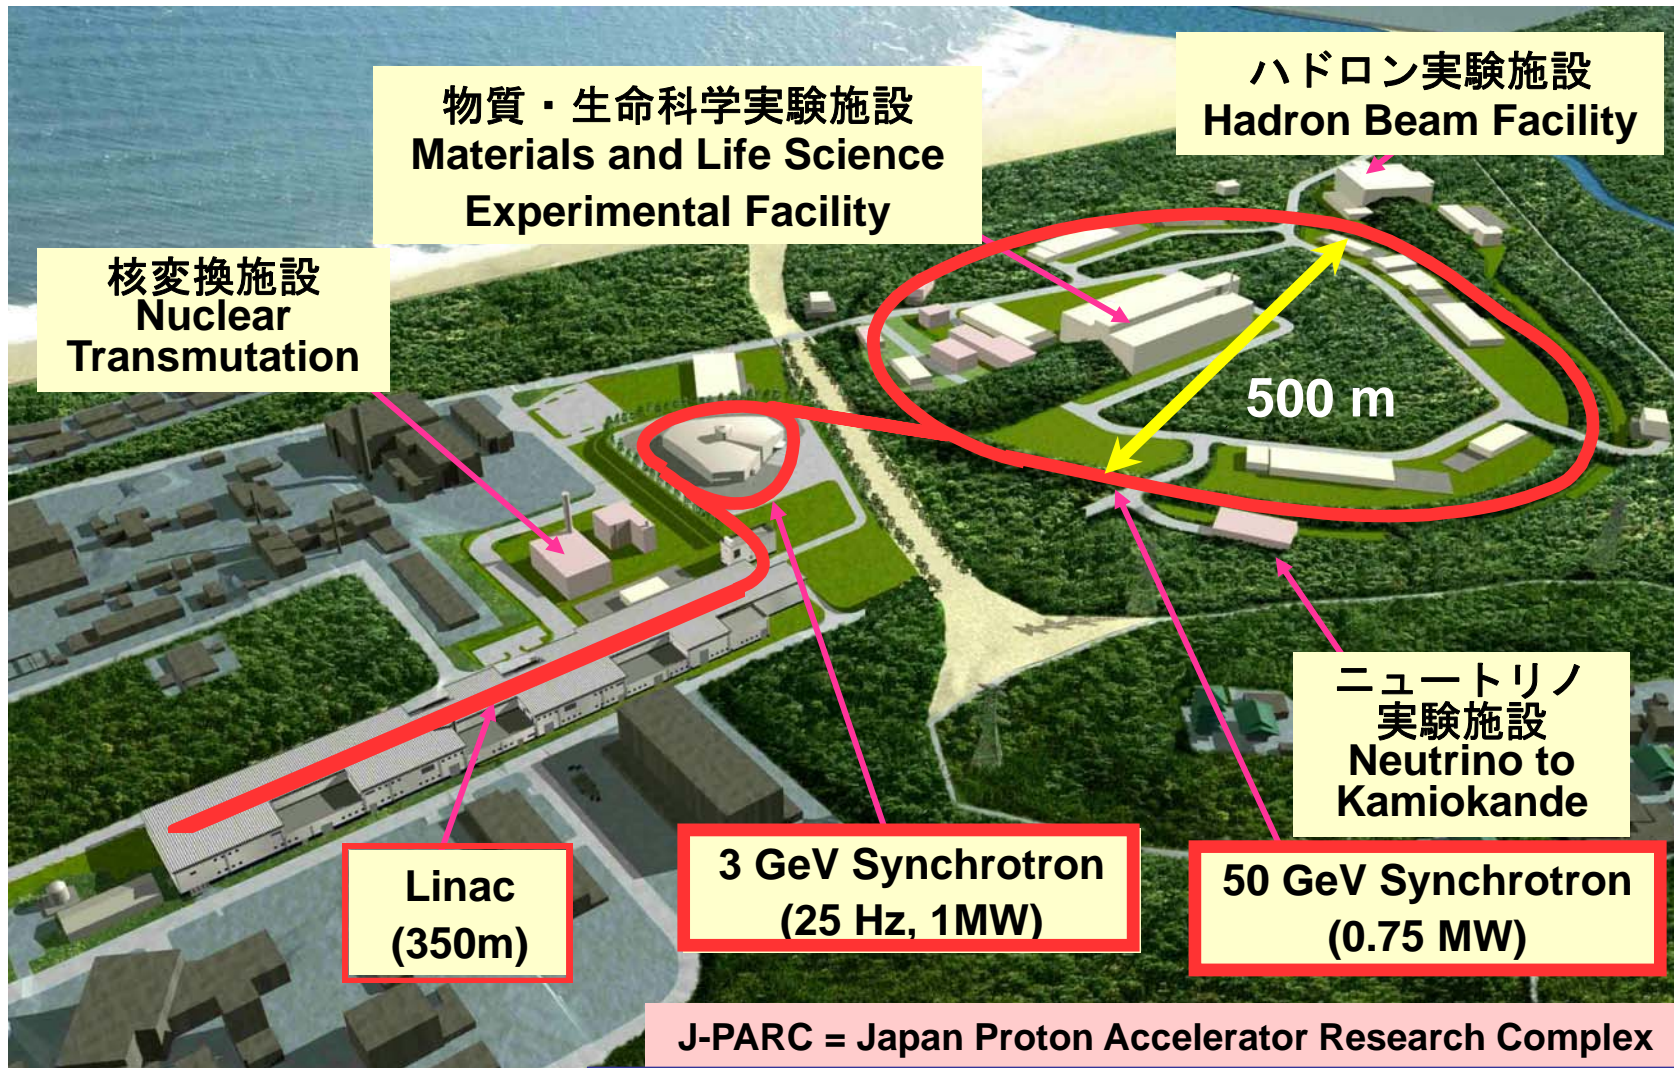 ハドロン実験施設
Hadron Beam Facility
物質・生命科学実験施設
Materials and Life Science
Experimental Facility
核変換施設
Nuclear
Transmutation
500 m
ニュートリノ
実験施設
Neutrino to
Kamiokande
Linac
(350m)
3 GeV Synchrotron
(25 Hz, 1MW)
50 GeV Synchrotron
(0.75 MW)
J-PARC = Japan Proton Accelerator Research Complex